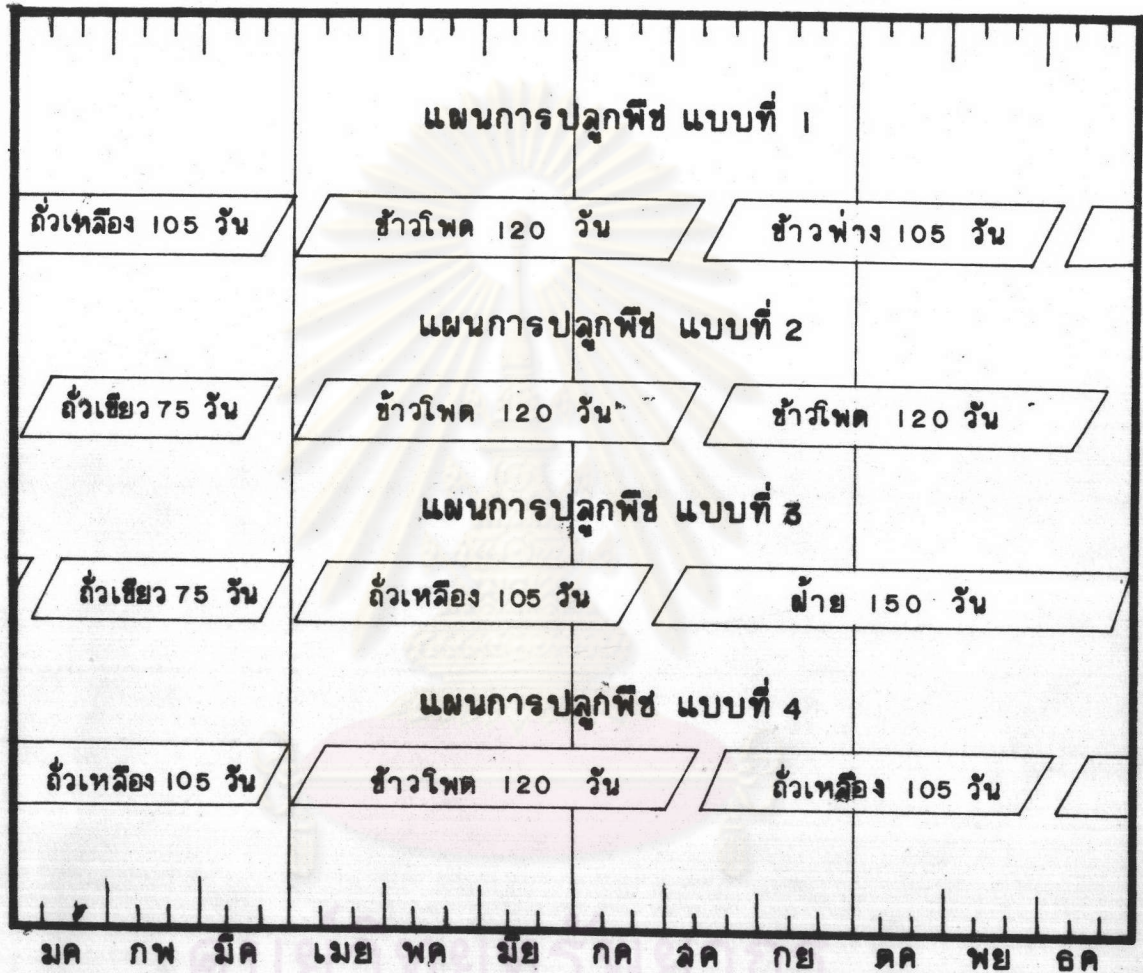 แผนการปลูกพืช แบบที่ 1
ถั่วเหลือง 105 วัน ข้าวโพด 120 วัน ข้าวฟ่าง 105 วัน
แผนการปลูกพืช แบบที่ 2
ถั่วเขียว 75 วัน ข้าวโพด 120 วัน ข้าวโพด 120 วัน
แผนการปลูกพืช แบบที่ 3
ถั่วเขียว 75 วัน ถั่วเหลือง 105 วัน ฝ้าย 150 วัน
แผนการปลูกพืช แบบที่ 4
ถั่วเหลือง 105 วัน ข้าวโพด 120 วัน ถั่วเหลือง 105 วัน
มค กพ มีค เมย พค มิย กค สค กย ตค พย ธค